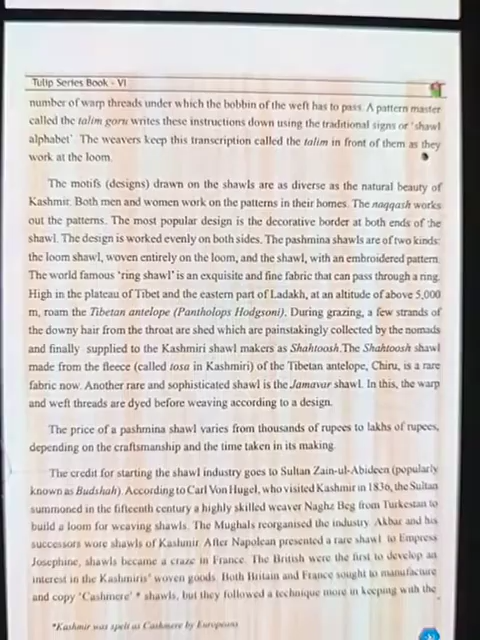 Tulip Series Book - VI
number of warp threads under which the bobbin of the weft has to pass. A pattern master
called the talim goru writes these instructions down using the traditional signs or 'shawl
alphabet' The weavers keep this transcription called the talim in front of them as they
work at the loom.
The motifs (designs) drawn on the shawls are as diverse as the natural beauty of
Kashmir. Both men and women work on the patterns in their homes. The naqqash works
out the patterns. The most popular design is the decorative border at both ends of the
shawl. The design is worked evenly on both sides. The pashmina shawls are of two kinds:
the loom shawl, woven entirely on the loom, and the shawl, with an embroidered pattern.
The world famous 'ring shawl' is an exquisite and fine fabric that can pass through a ring.
High in the plateau of Tibet and the eastern part of Ladakh, at an altitude of above 5,000
m, roam the Tibetan antelope (Pantholops Hodgsoni). During grazing, a few strands of
the downy hair from the throat are shed which are painstakingly collected by the nomads
and finally supplied to the Kashmiri shawl makers as Shahtoosh.The Shahtoosh shawl
made from the fleece (called tosa in Kashmiri) of the Tibetan antelope, Chiru, is a rare
fabric now. Another rare and sophisticated shawl is the Jamavar shawl. In this, the warp
and weft threads are dyed before weaving according to a design.
The price of a pashmina shawl varies from thousands of rupees to lakhs of rupees,
depending on the craftsmanship and the time taken in its making.
The credit for starting the shawl industry goes to Sultan Zain-ul-Abideen (popularly
known as Budshah). According to Carl Von Hugel, who visited Kashmir in 1836, the Sultan
summoned in the fifteenth century a highly skilled weaver Naghz Beg from Turkestan to
build a loom for weaving shawls. The Mughals reorganised the industry. Akbar and his
successors wore shawls of Kashmir. After Napolean presented a rare shawl to Empress
Josephine, shawls became a craze in France. The British were the first to develop an
interest in the Kashmiris' woven goods. Both Britain and France sought to manufacture
and copy 'Cashmere' * shawls, but they followed a technique more in keeping with the
*Kashmir was spelt as Cashmere by Europeans